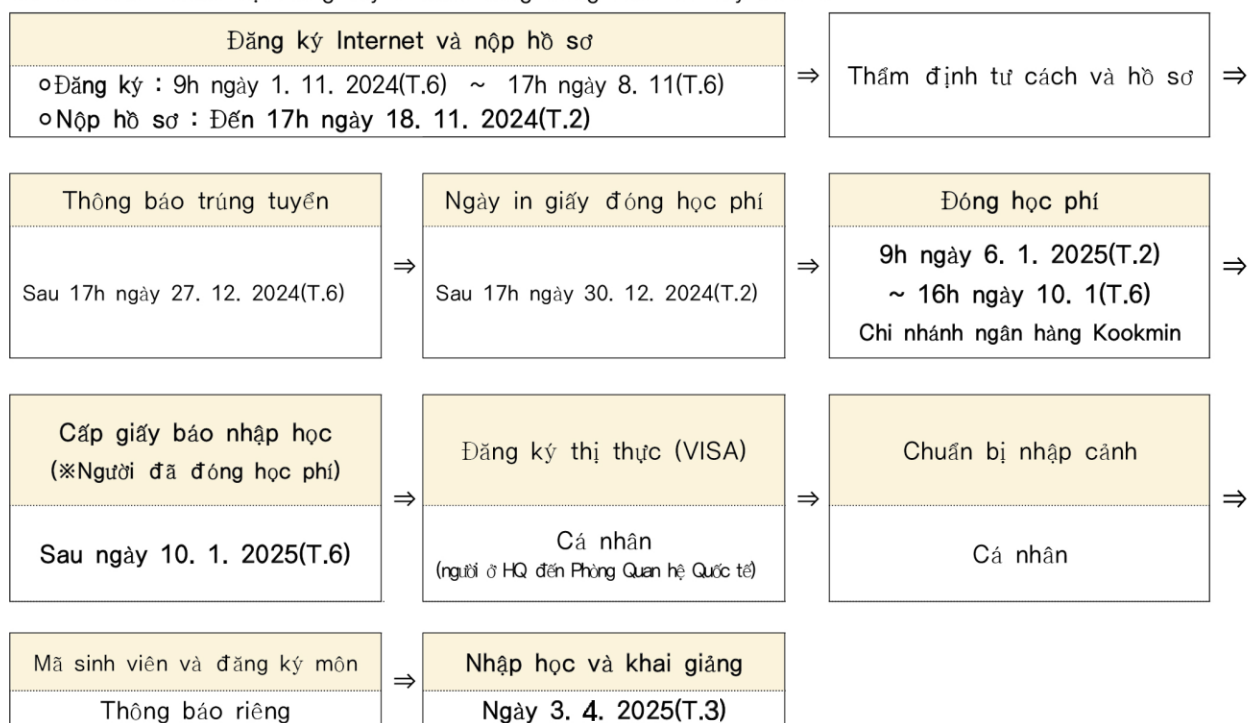 Đăng ký Internet và nộp hồ sơ
∘Đăng ký : 9h ngày 1. 11. 2024(T.6) ~ 17h ngày 8. 11(T.6)
∘Nộp hồ sơ : Đến 17h ngày 18. 11. 2024(T.2)
⇒
Thẩm định tư cách và hồ sơ
⇒
Thông báo trúng tuyển
Sau 17h ngày 27. 12. 2024(T.6)
⇒
Ngày in giấy đóng học phí
Sau 17h ngày 30. 12. 2024(T.2)
⇒
Đóng học phí
9h ngày 6. 1. 2025(T.2)
~ 16h ngày 10. 1(T.6)
Chi nhánh ngân hàng Kookmin
⇒
Cấp giấy báo nhập học
(※Người đã đóng học phí)
Sau ngày 10. 1. 2025(T.6)
⇒
Đăng ký thị thực (VISA)
Cá nhân
(người ở HQ đến Phòng Quan hệ Quốc tế)
⇒
Chuẩn bị nhập cảnh
Cá nhân
⇒
Mã sinh viên và đăng ký môn
Thông báo riêng
⇒
Nhập học và khai giảng
Ngày 3. 4. 2025(T.3)